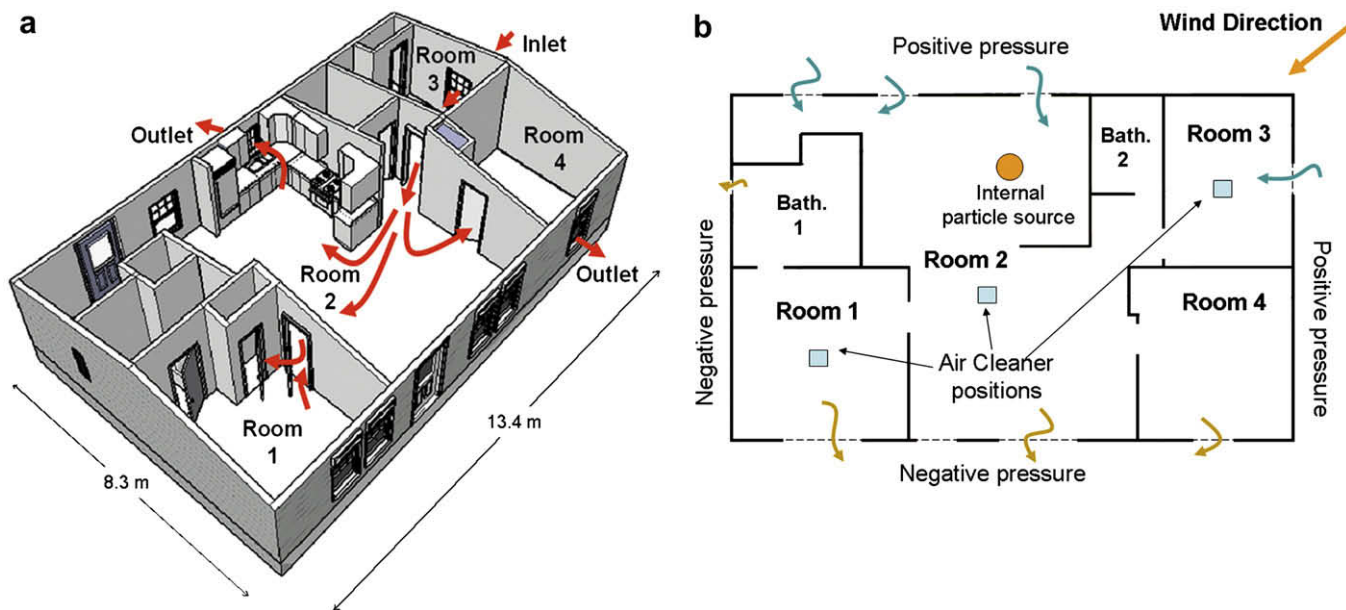 a
Inlet
Room
3
Outlet
Room
4
Room
2
Outlet
Room
1
8.3 m
13.4 m
b
Wind Direction
Positive pressure
Room 3
Bath.
2
Internal
particle source
Bath.
1
Room 2
Room 1
Room 4
Air Cleaner
positions
Negative pressure
Positive pressure
Negative pressure